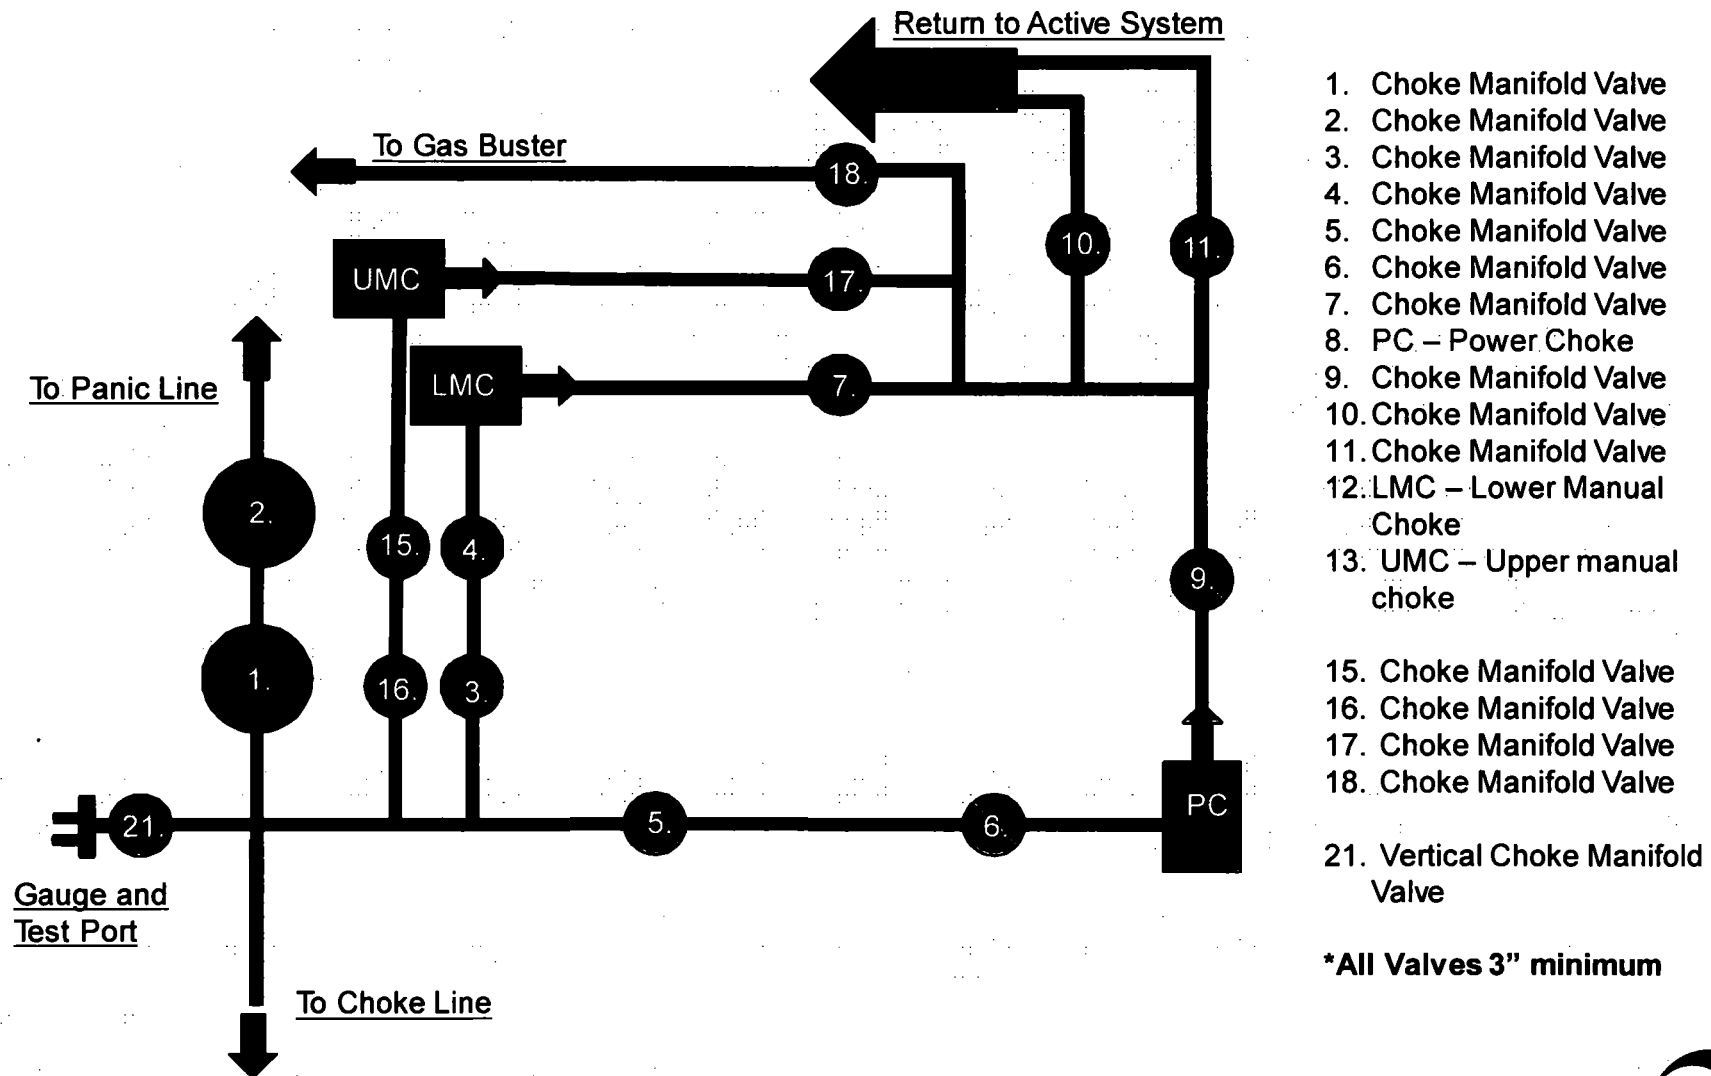 Return to Active System
To Gas Buster
18.
10.
11.
UMC
17.
To Panic Line
LMC
7.
2.
15.
4.
9.
1.
16.
3.
21.
5.
6.
PC
Gauge and
Test Port
To Choke Line
1. Choke Manifold Valve
2. Choke Manifold Valve
3. Choke Manifold Valve
4. Choke Manifold Valve
5. Choke Manifold Valve
6. Choke Manifold Valve
7. Choke Manifold Valve
8. PC – Power Choke
9. Choke Manifold Valve
10. Choke Manifold Valve
11. Choke Manifold Valve
12. LMC – Lower Manual
Choke
13. UMC – Upper manual
choke
15. Choke Manifold Valve
16. Choke Manifold Valve
17. Choke Manifold Valve
18. Choke Manifold Valve
21. Vertical Choke Manifold
Valve
*All Valves 3” minimum